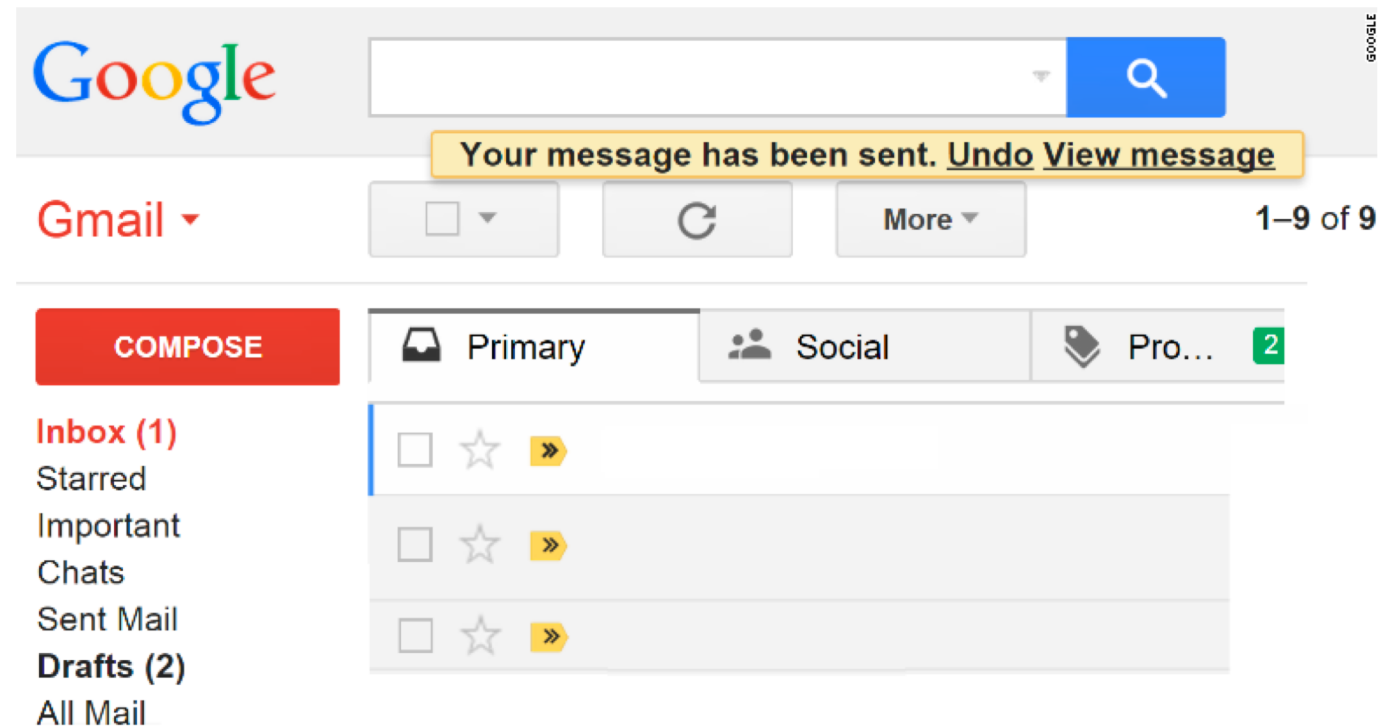 GOOGLE
Google
Your message has been sent. Undo View message
Gmail
More
1–9 of 9
COMPOSE
Primary
Social
Pro...
2
Inbox (1)
Starred
Important
Chats
Sent Mail
Drafts (2)
All Mail